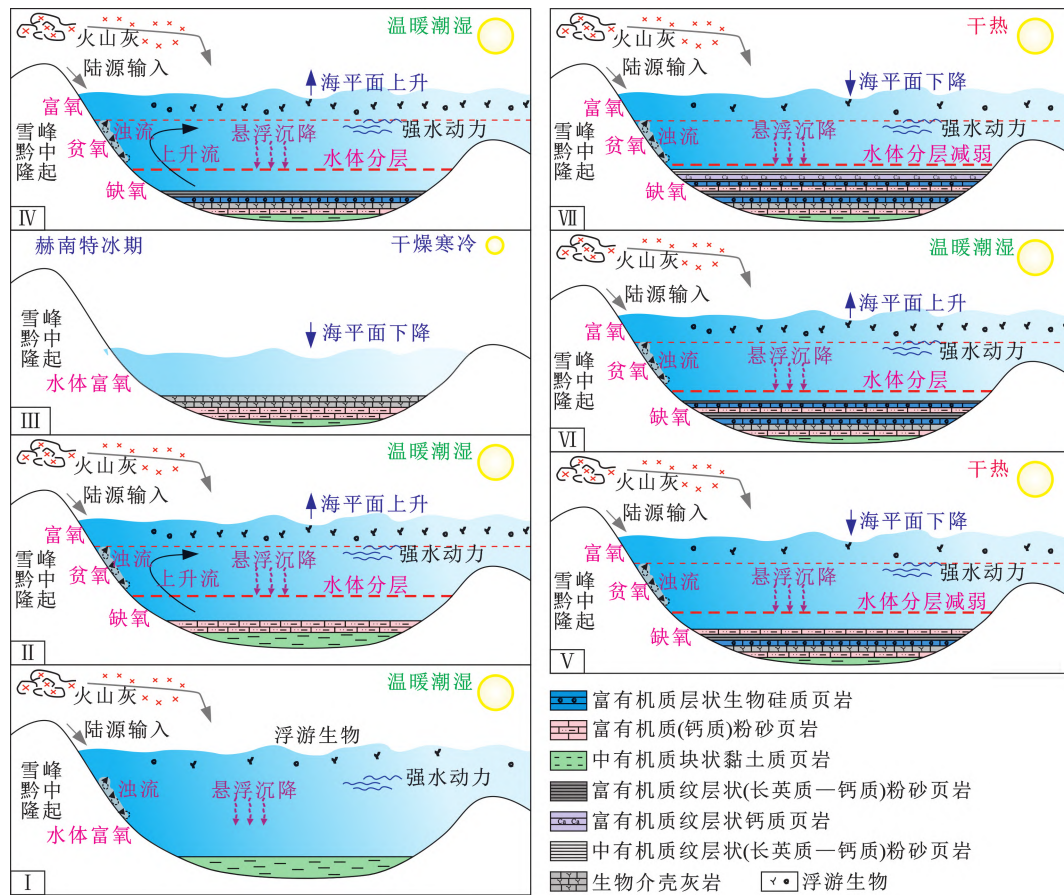 火山灰
温暖潮湿
陆源输入
海平面上升
富氧
雪峰
黔中
隆起
浊流
悬浮沉降
强水动力
贫氧
上升流
水体分层
缺氧
IV
赫南特冰期
干燥寒冷
雪峰
黔中
隆起
海平面下降
水体富氧
III
火山灰
温暖潮湿
陆源输入
海平面上升
富氧
雪峰
黔中
隆起
浊流
悬浮沉降
强水动力
贫氧
上升流
水体分层
缺氧
II
火山灰
温暖潮湿
陆源输入
浮游生物
雪峰
黔中
隆起
浊流
悬浮沉降
强水动力
水体富氧
I
火山灰
干热
陆源输入
海平面下降
富氧
雪峰
黔中
隆起
浊流
悬浮沉降
强水动力
贫氧
水体分层减弱
缺氧
VII
火山灰
温暖潮湿
陆源输入
海平面上升
富氧
雪峰
黔中
隆起
浊流
悬浮沉降
强水动力
贫氧
水体分层
缺氧
VI
火山灰
干热
陆源输入
海平面下降
富氧
雪峰
黔中
隆起
浊流
悬浮沉降
强水动力
贫氧
水体分层减弱
缺氧
V
富有机质层状生物硅质页岩
富有机质(钙质)粉砂页岩
中有机质块状黏土质页岩
富有机质纹层状(长英质—钙质)粉砂页岩
Ca Ca 富有机质纹层状钙质页岩
中有机质纹层状(长英质—钙质)粉砂页岩
生物介壳灰岩 浮游生物